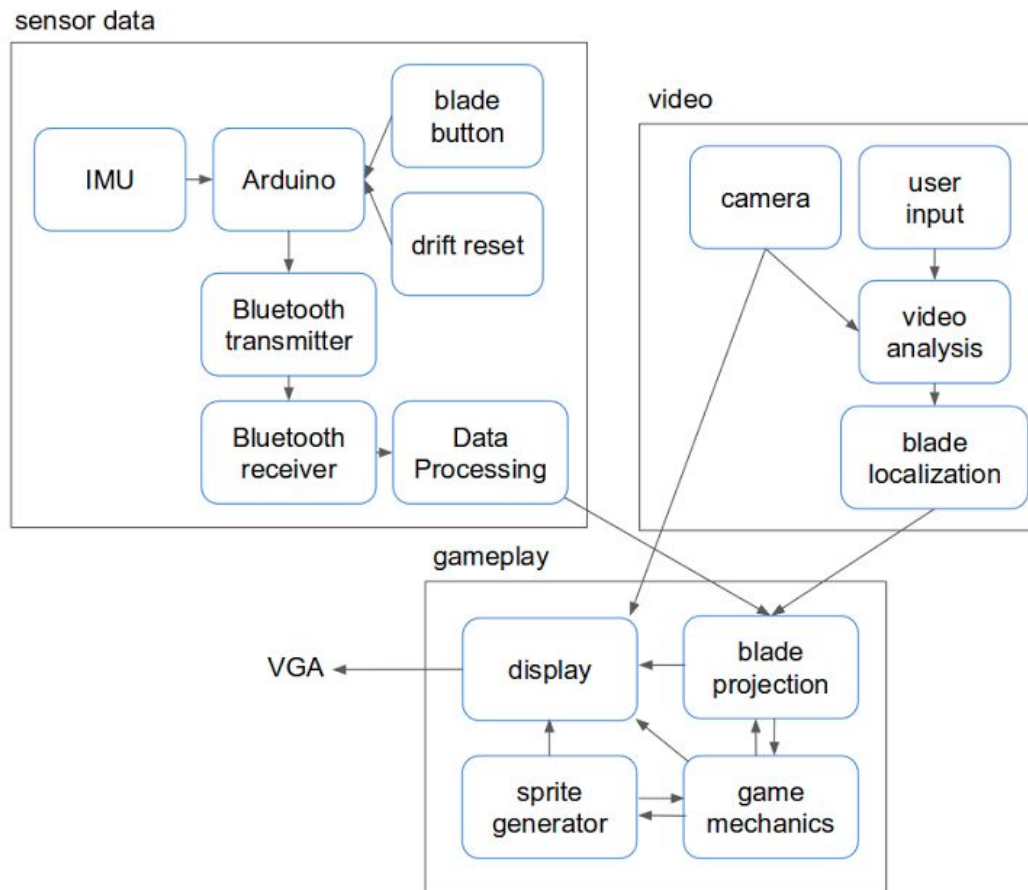 sensor data
IMU
Arduino
blade
button
drift reset
Bluetooth
transmitter
Bluetooth
receiver
Data
Processing
video
camera
user
input
video
analysis
blade
localization
gameplay
VGA
display
blade
projection
sprite
generator
game
mechanics